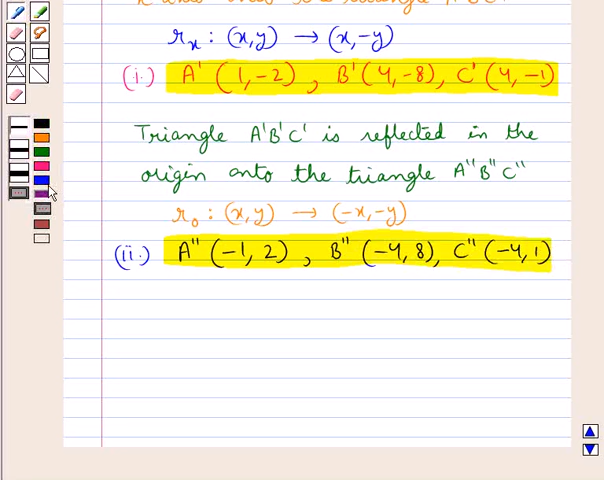 rₓ : (x,y) → (x,-y)
(i.) A' (1,-2) , B' (4,-8), C' (4,-1)
Triangle A'B'C' is reflected in the
origin onto the triangle A"B"C"
r₀ : (x,y) → (-x,-y)
(ii.) A" (-1, 2) , B" (-4, 8), C" (-4, 1)